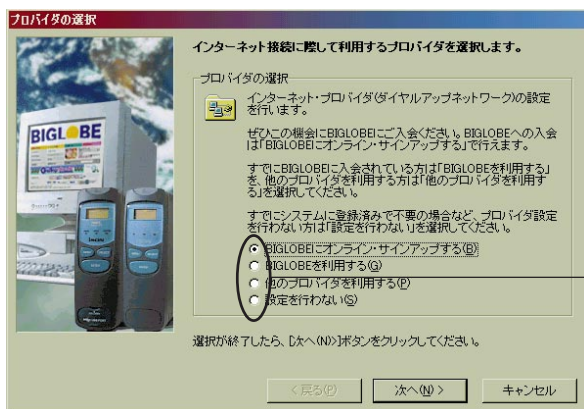 プロバイダの選択
インターネット接続に際して利用するプロバイダを選択します。
プロバイダの選択
インターネット・プロバイダ(ダイヤルアップネットワーク)の設定
を行います。
ぜひこの機会にBIGLOBEにご入会ください。BIGLOBEへの入会
は「BIGLOBEにオンライン・サインアップする」で行えます。
すでにBIGLOBEに入会されている方は「BIGLOBEを利用する」
を、他のプロバイダを利用する方は「他のプロバイダを利用す
る」を選択してください。
すでにシステムに登録済みで不要の場合など、プロバイダ設定
を行わない方は「設定を行わない」を選択してください。
BIGLOBEにオンライン・サインアップする(B)
BIGLOBEを利用する(G)
他のプロバイダを利用する(P)
設定を行わない(S)
選択が終了したら、[次へ(N)>]ボタンをクリックしてください。
<戻る(P)
次へ(N)>
キャンセル
BIGLOBE